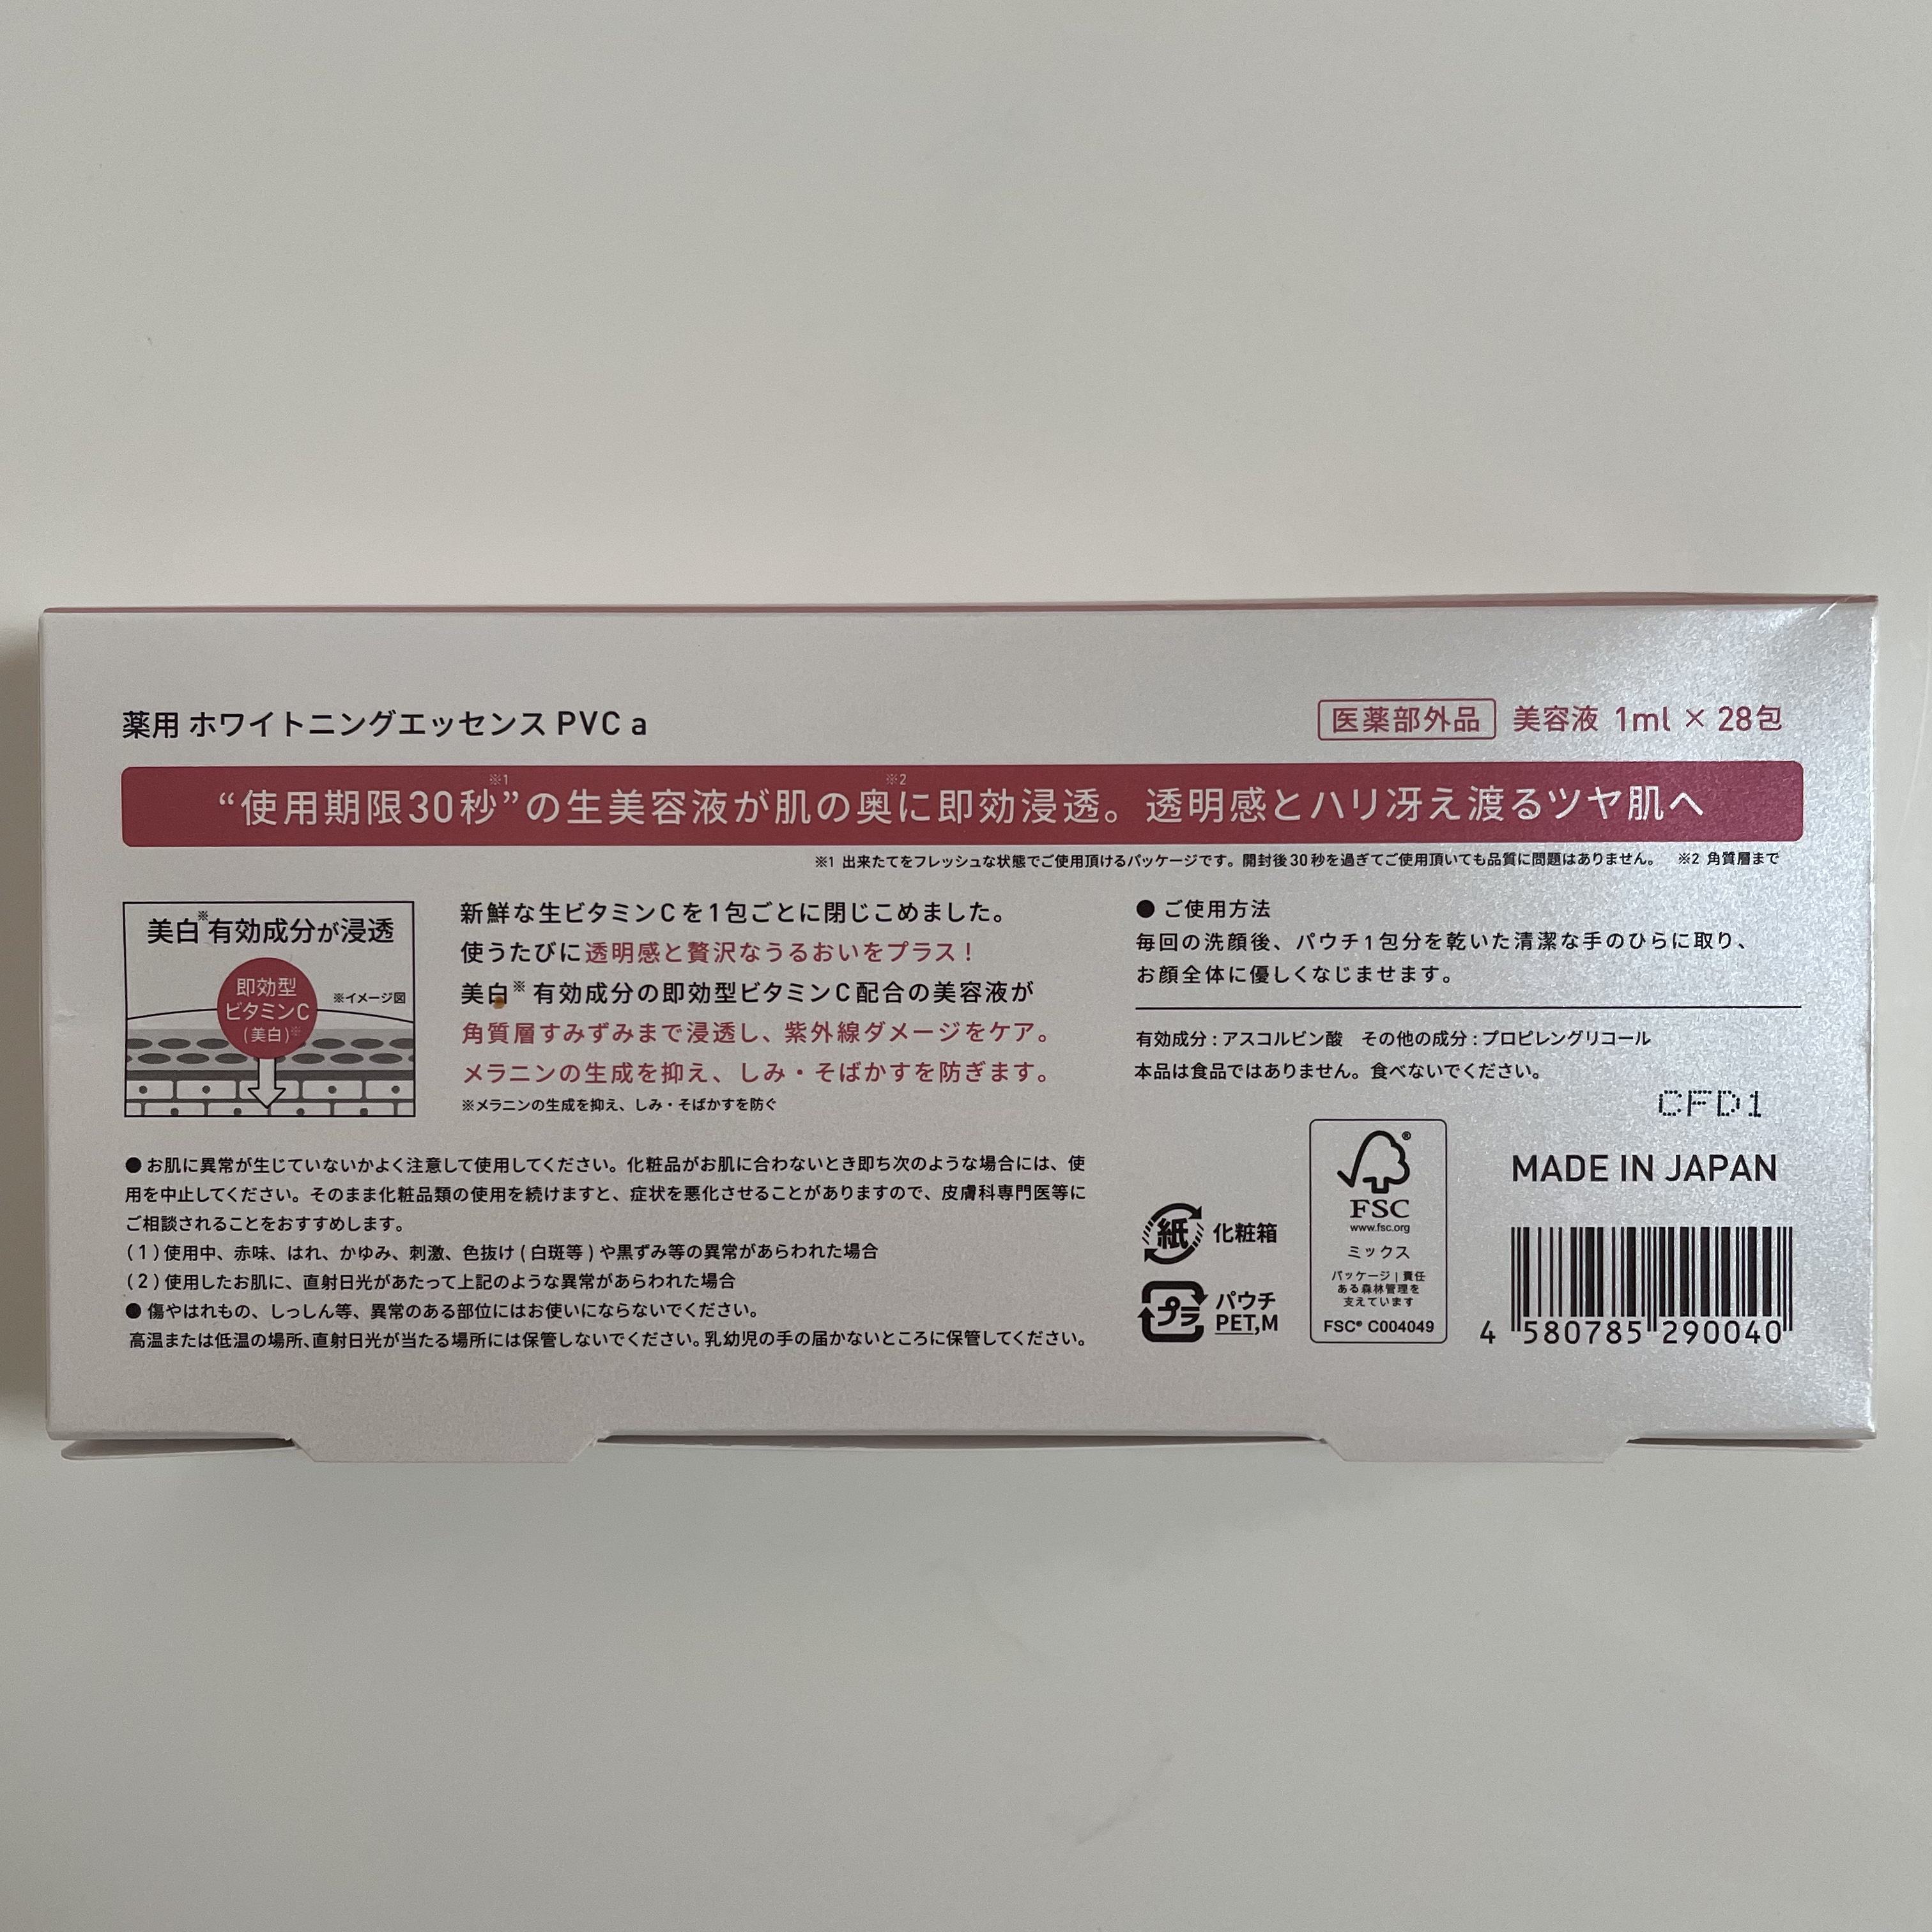 薬用 ホワイトニングエッセンス PVC a
医薬部外品 美容液 1ml × 28包
“使用期限30秒※1”の生美容液が肌の奥※2に即効浸透。透明感とハリ冴え渡るツヤ肌へ
※1 出来たてをフレッシュな状態でご使用頂けるパッケージです。開封後30秒を過ぎてご使用頂いても品質に問題はありません。 ※2 角質層まで
美白※有効成分が浸透
即効型
ビタミンC
(美白)※
※イメージ図
新鮮な生ビタミンCを1包ごとに閉じこめました。
使うたびに透明感と贅沢なうるおいをプラス!
美白※有効成分の即効型ビタミンC配合の美容液が
角質層すみずみまで浸透し、紫外線ダメージをケア。
メラニンの生成を抑え、しみ・そばかすを防ぎます。
※メラニンの生成を抑え、しみ・そばかすを防ぐ
● ご使用方法
毎回の洗顔後、パウチ1包分を乾いた清潔な手のひらに取り、
お顔全体に優しくなじませます。
有効成分:アスコルビン酸 その他の成分:プロピレングリコール
本品は食品ではありません。食べないでください。
CFD1
●お肌に異常が生じていないかよく注意して使用してください。化粧品がお肌に合わないとき即ち次のような場合には、使
用を中止してください。そのまま化粧品類の使用を続けますと、症状を悪化させることがありますので、皮膚科専門医等に
ご相談されることをおすすめします。
(1)使用中、赤味、はれ、かゆみ、刺激、色抜け(白斑等)や黒ずみ等の異常があらわれた場合
(2)使用したお肌に、直射日光があたって上記のような異常があらわれた場合
●傷やはれもの、しっしん等、異常のある部位にはお使いにならないでください。
高温または低温の場所、直射日光が当たる場所には保管しないでください。乳幼児の手の届かないところに保管してください。
紙 化粧箱
プラ パウチ
PET,M
FSC®
www.fsc.org
ミックス
パッケージ|責任
ある森林管理を
支えています
FSC® C004049
MADE IN JAPAN
4 580785 290040